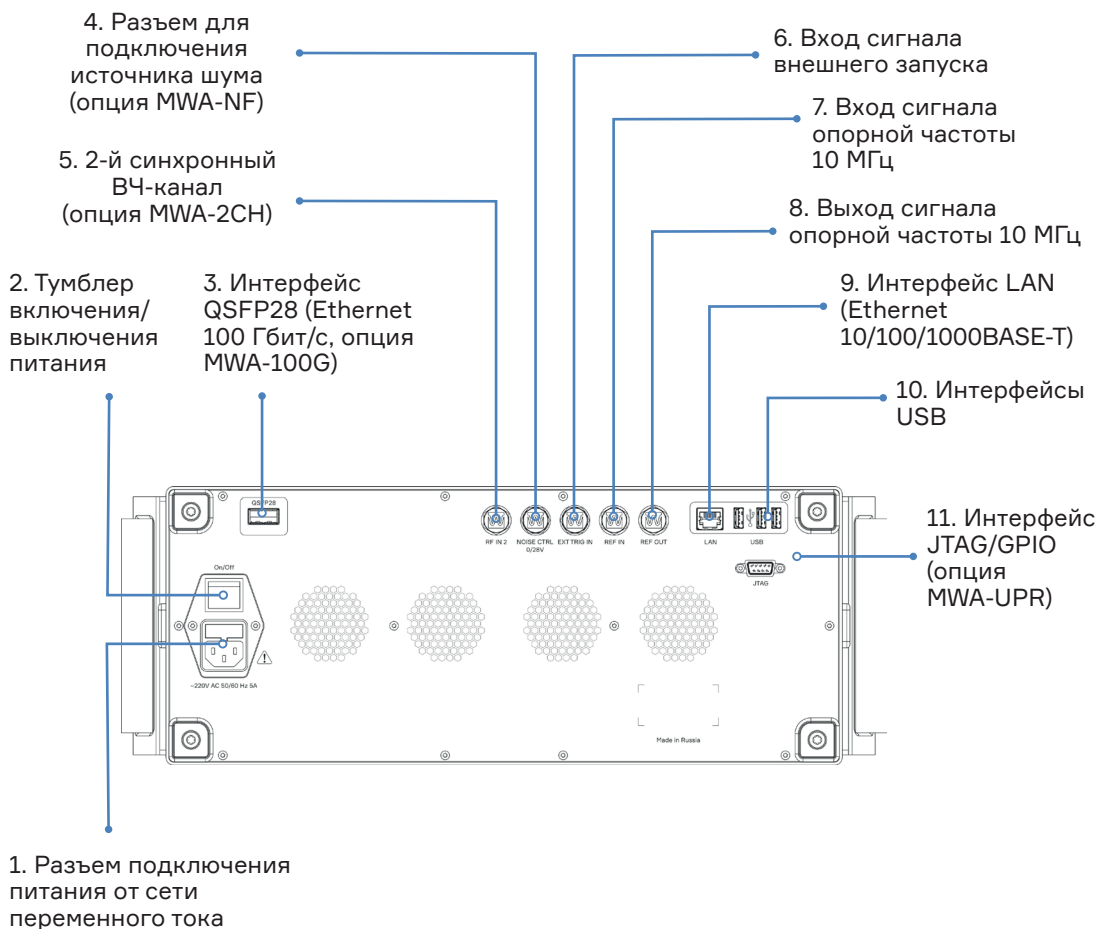 4. Разъем для
подключения
источника шума
(опция MWA-NF)
6. Вход сигнала
внешнего запуска
7. Вход сигнала
опорной частоты
10 МГц
5. 2-й синхронный
ВЧ-канал
(опция MWA-2CH)
8. Выход сигнала
опорной частоты 10 МГц
2. Тумблер
включения/
выключения
питания
3. Интерфейс
QSFP28 (Ethernet
100 Гбит/с, опция
MWA-100G)
9. Интерфейс LAN
(Ethernet
10/100/1000BASE-T)
10. Интерфейсы
USB
11. Интерфейс
JTAG/GPIO
(опция
MWA-UPR)
QSFP28
RF IN 2
NOISE CTRL
0/28V
EXT TRIG IN
REF IN
REF OUT
LAN
USB
JTAG
On/Off
~220V AC 50/60 Hz 5A
Made in Russia
1. Разъем подключения
питания от сети
переменного тока